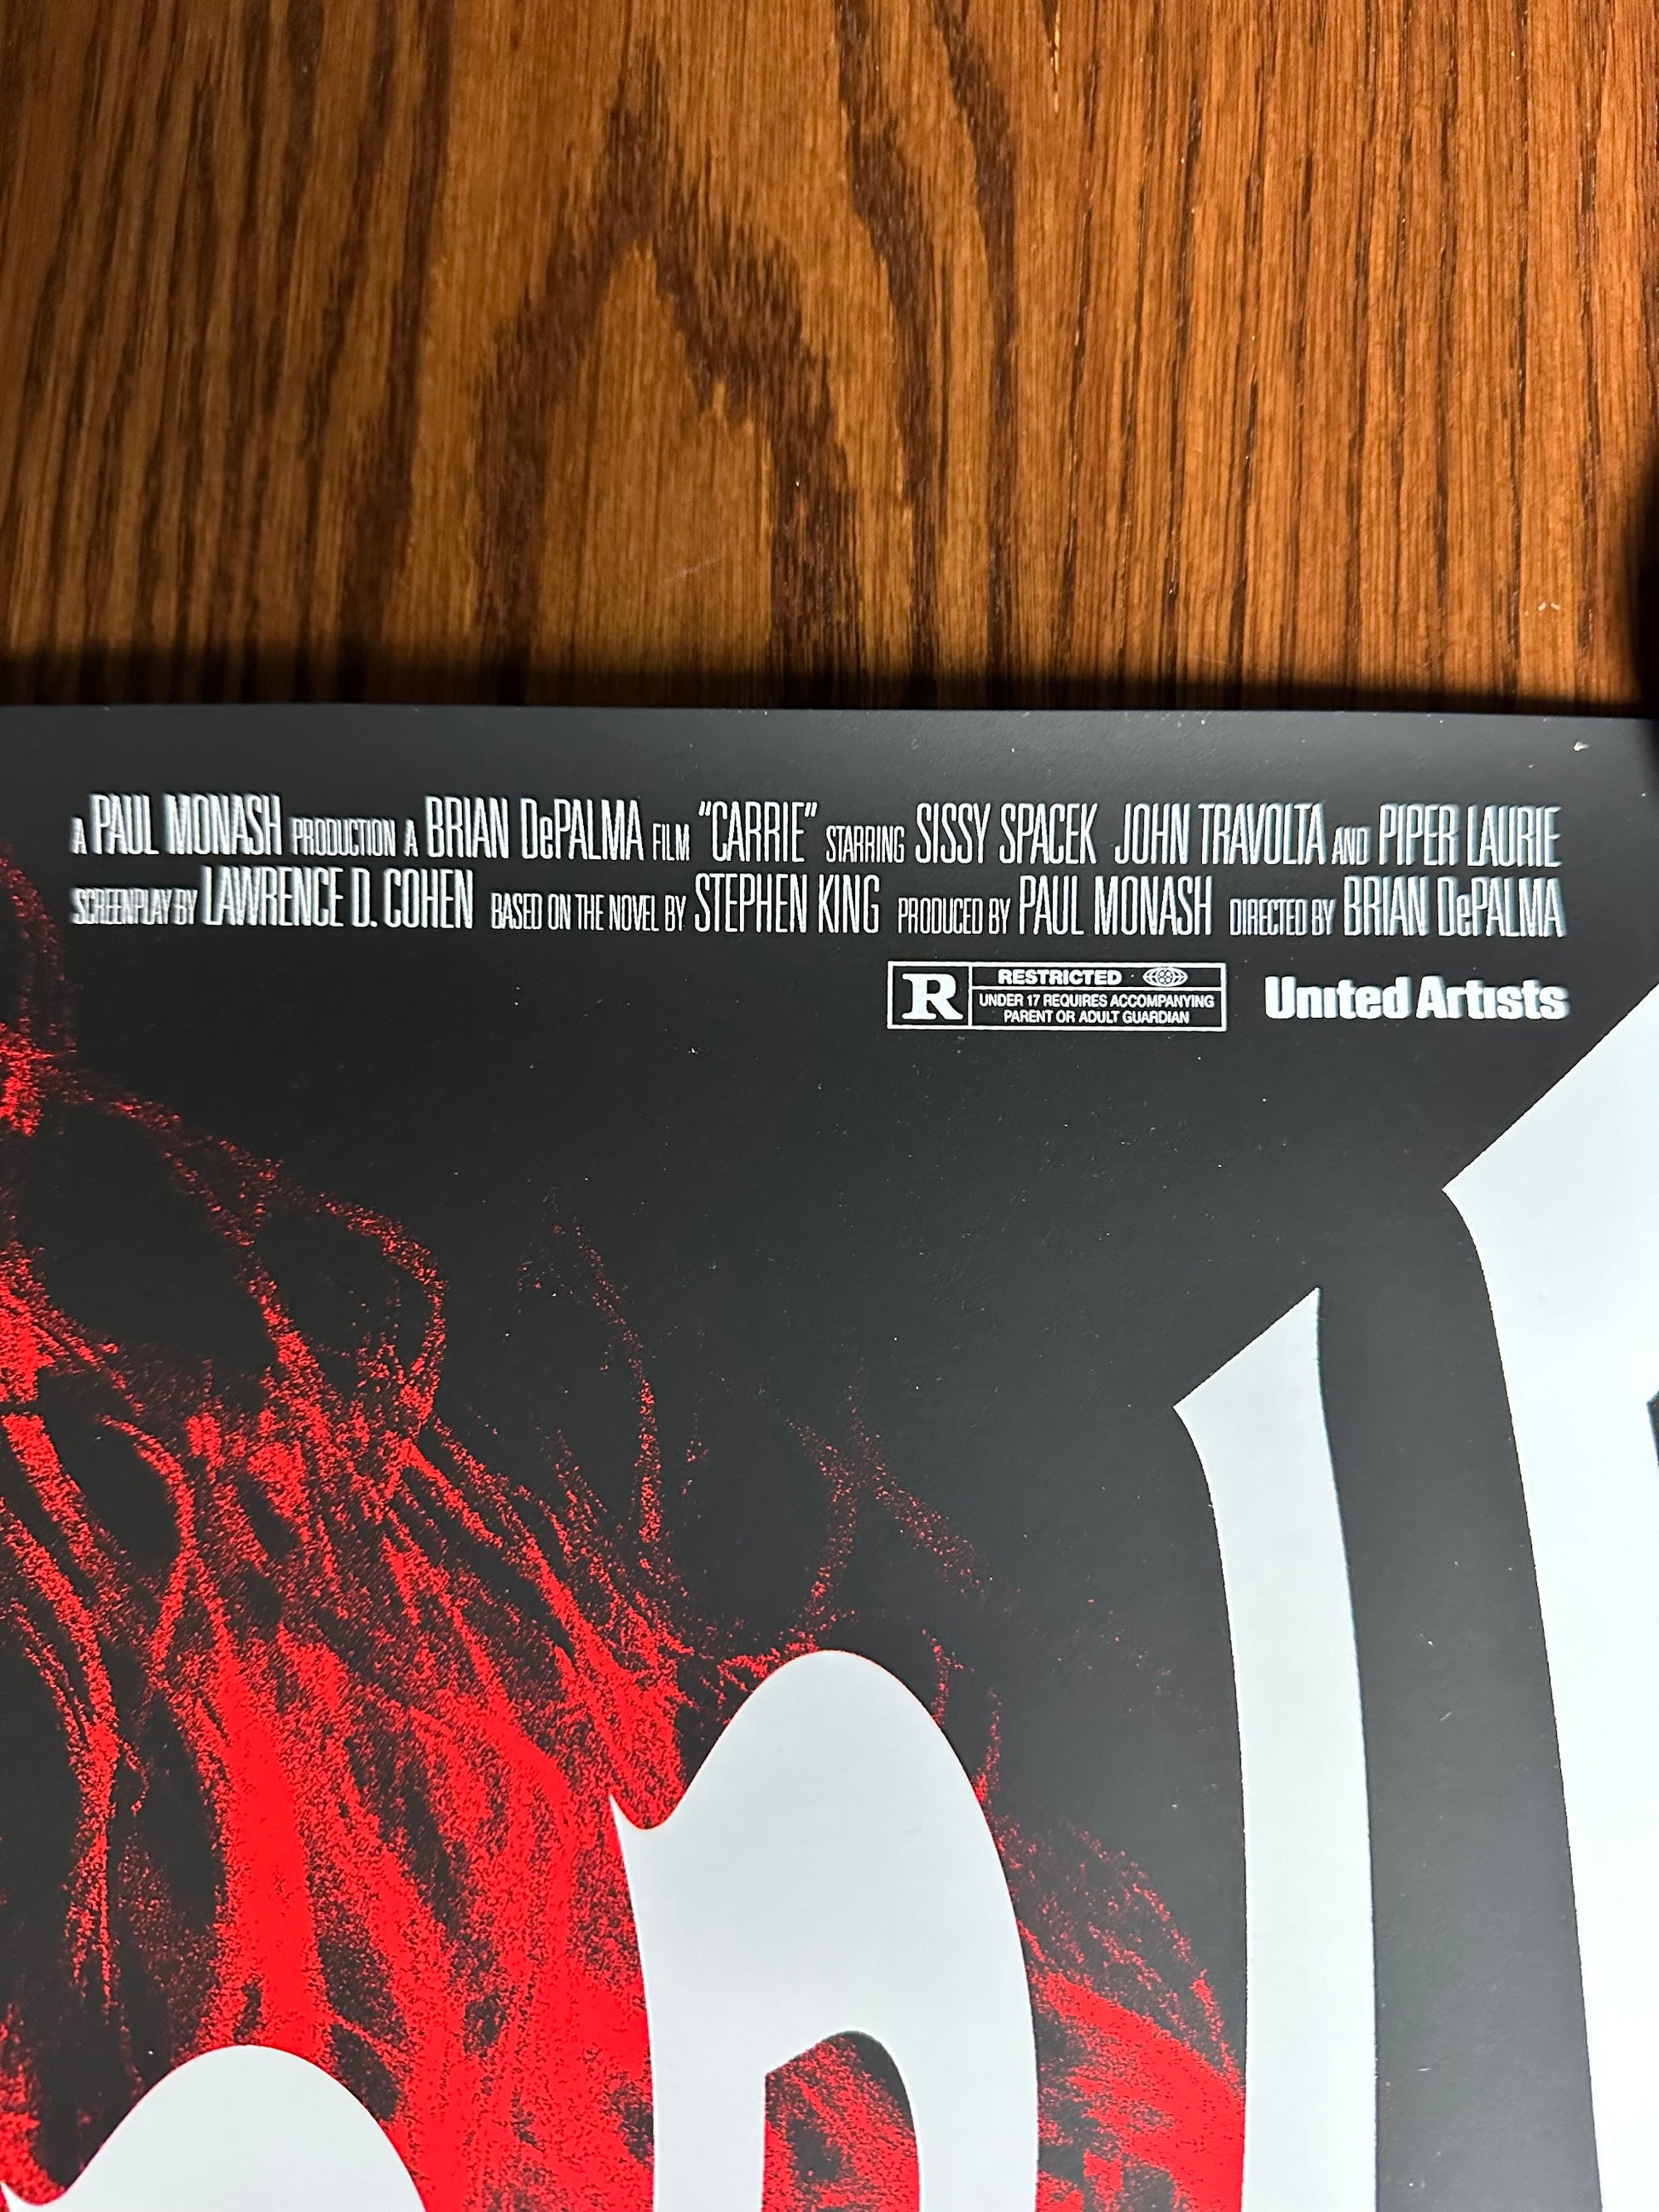 A PAUL MONASH PRODUCTION A BRIAN DePALMA FILM "CARRIE" STARRING SISSY SPACEK JOHN TRAVOLTA AND PIPER LAURIE
SCREENPLAY BY LAWRENCE D. COHEN BASED ON THE NOVEL BY STEPHEN KING PRODUCED BY PAUL MONASH DIRECTED BY BRIAN DePALMA
R RESTRICTED
UNDER 17 REQUIRES ACCOMPANYING
PARENT OR ADULT GUARDIAN
United Artists